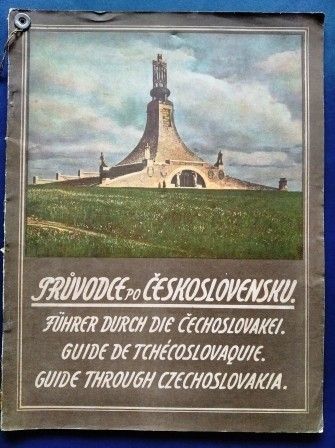 PRŮVODCE PO ČESKOSLOVENSKU.
FÜHRER DURCH DIE ČECHOSLOVAKEI.
GUIDE DE TCHÉCOSLOVAQUIE.
GUIDE THROUGH CZECHOSLOVAKIA.